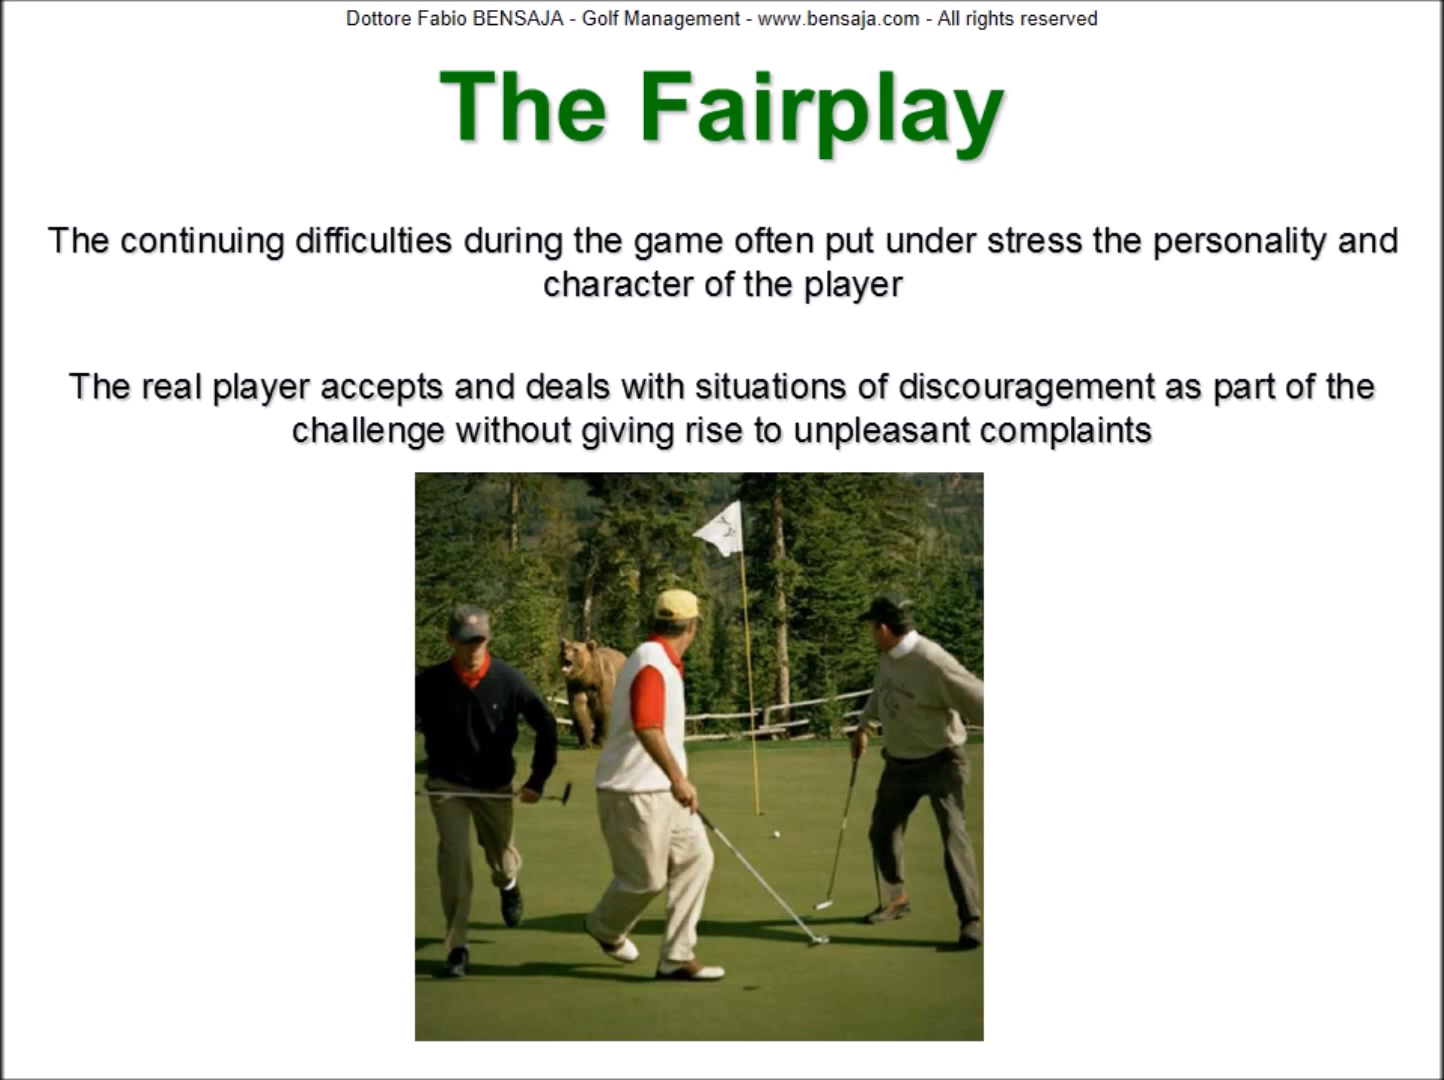 Dottore Fabio BENSAJA - Golf Management - www.bensaja.com - All rights reserved
The Fairplay
The continuing difficulties during the game often put under stress the personality and
character of the player
The real player accepts and deals with situations of discouragement as part of the
challenge without giving rise to unpleasant complaints